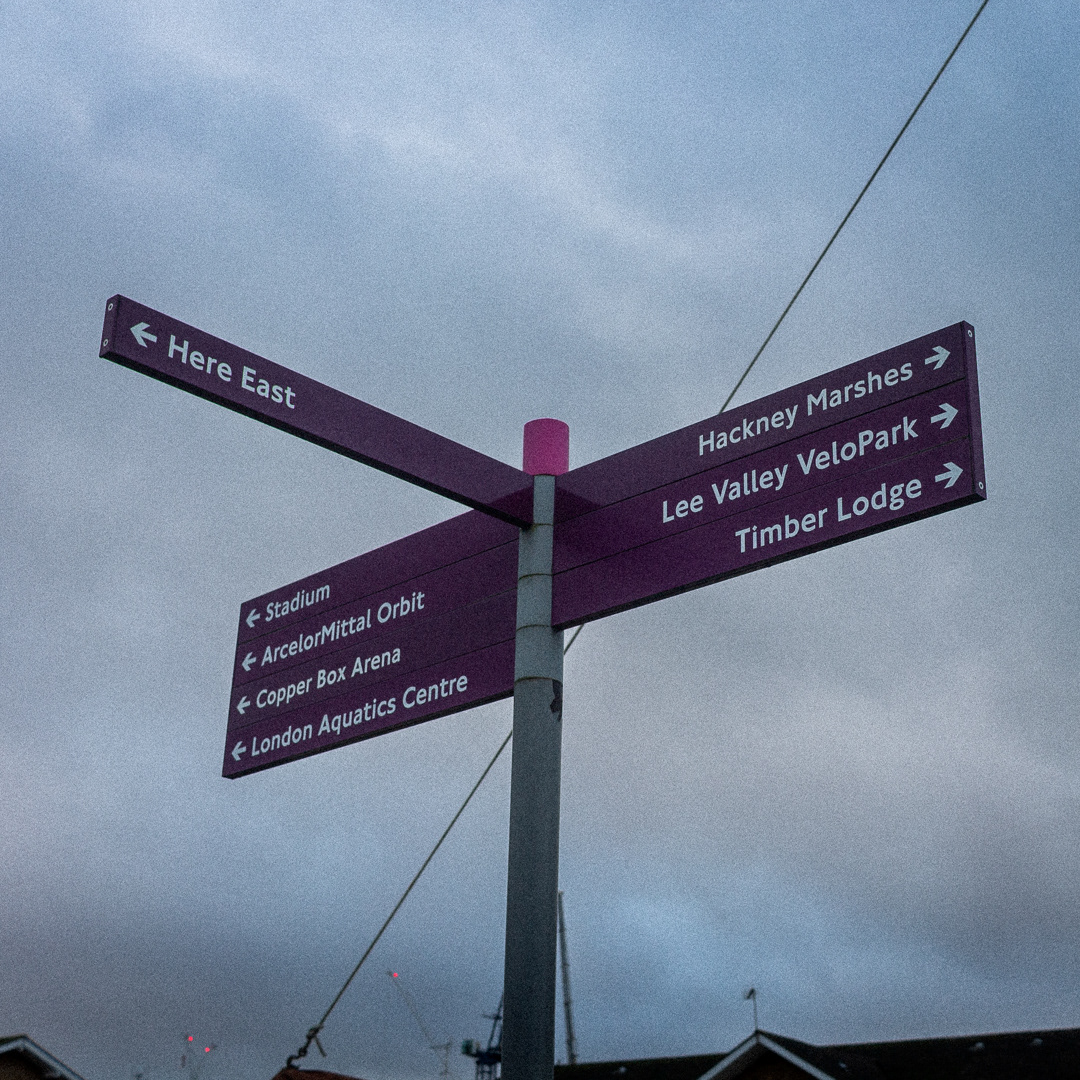 ← Here East
Hackney Marshes →
Lee Valley VeloPark →
Timber Lodge →
← Stadium
← ArcelorMittal Orbit
← Copper Box Arena
← London Aquatics Centre